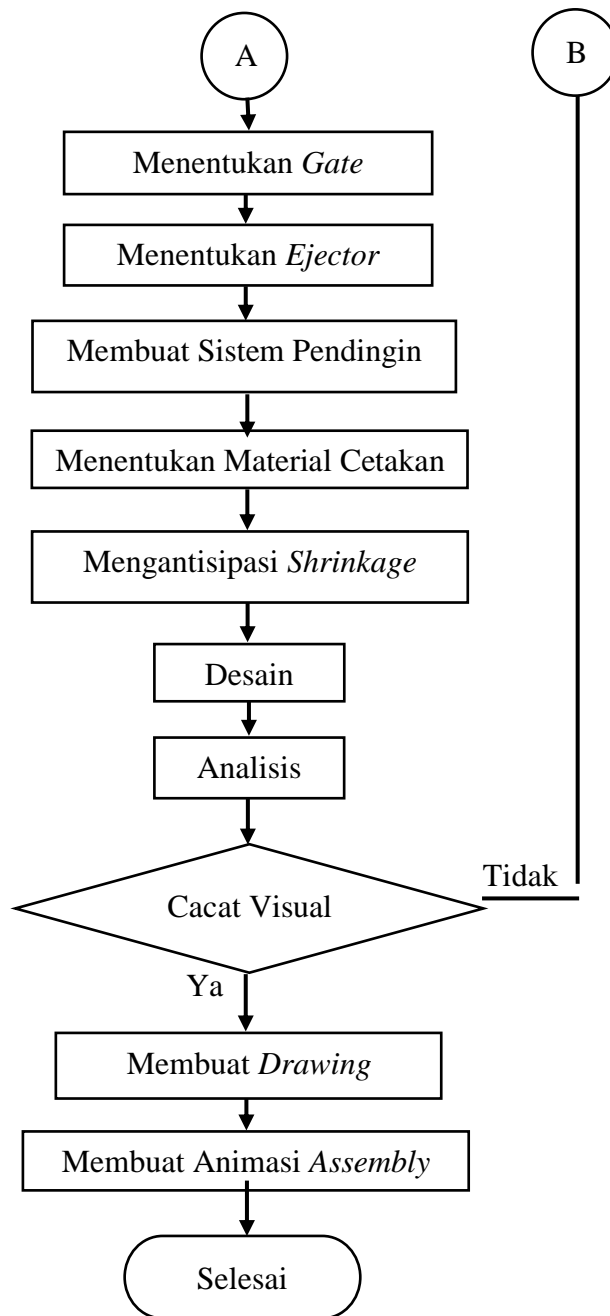 A
B
Menentukan Gate
Menentukan Ejector
Membuat Sistem Pendingin
Menentukan Material Cetakan
Mengantisipasi Shrinkage
Desain
Analisis
Tidak
Cacat Visual
Ya
Membuat Drawing
Membuat Animasi Assembly
Selesai